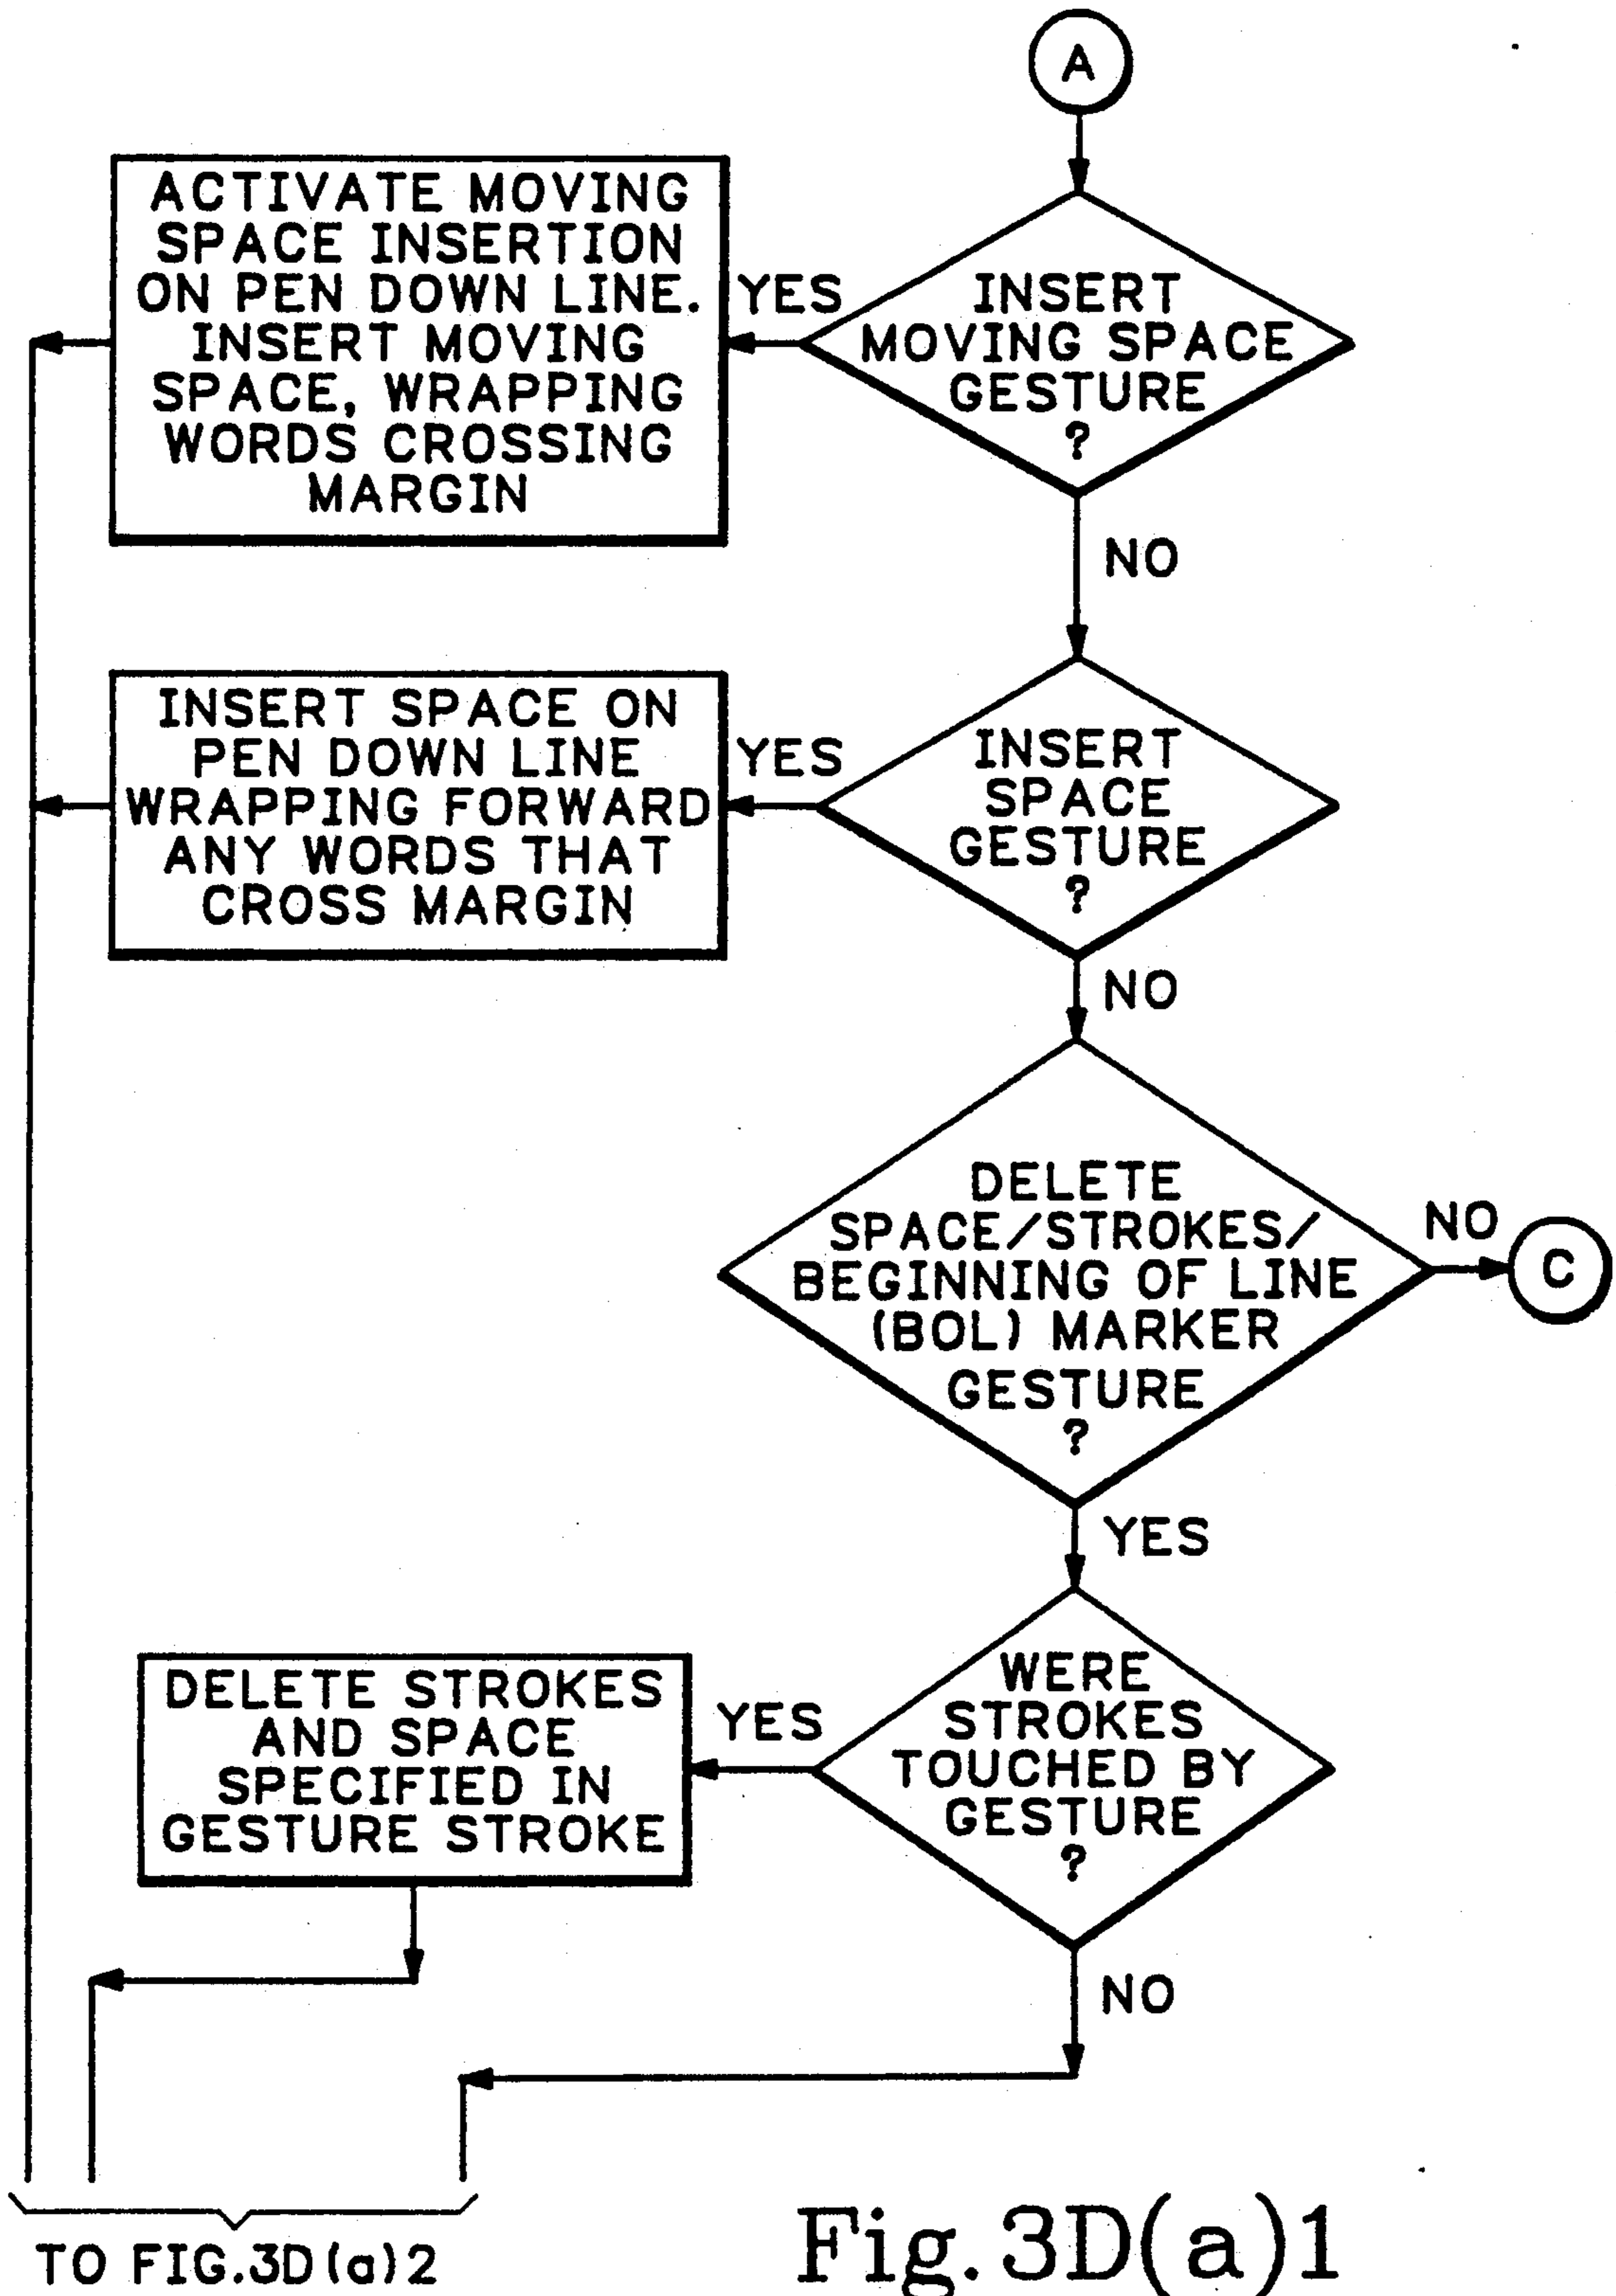 A
ACTIVATE MOVING
SPACE INSERTION
ON PEN DOWN LINE.
INSERT MOVING
SPACE, WRAPPING
WORDS CROSSING
MARGIN
YES
INSERT
MOVING SPACE
GESTURE
?
NO
INSERT SPACE ON
PEN DOWN LINE
WRAPPING FORWARD
ANY WORDS THAT
CROSS MARGIN
YES
INSERT
SPACE
GESTURE
?
NO
DELETE
SPACE/STROKES/
BEGINNING OF LINE
(BOL) MARKER
GESTURE
?
NO
C
YES
DELETE STROKES
AND SPACE
SPECIFIED IN
GESTURE STROKE
YES
WERE
STROKES
TOUCHED BY
GESTURE
?
NO
TO FIG.3D(a)2
Fig.3D(a)1